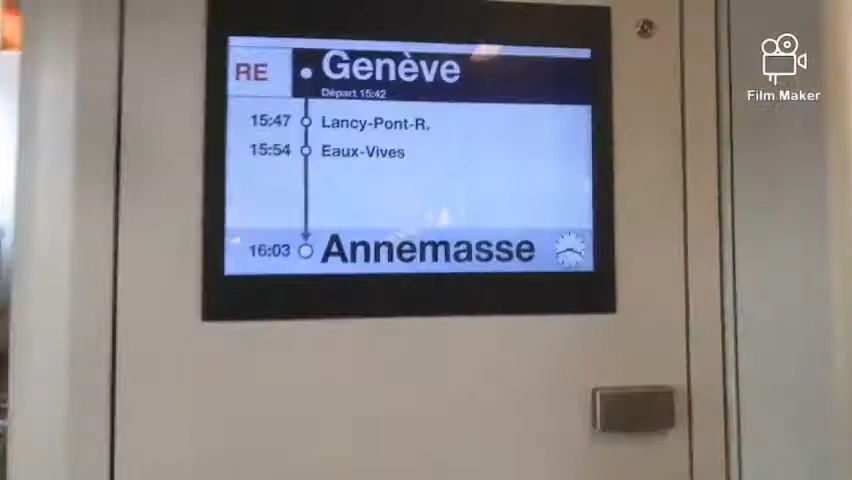 RE
Genève
Départ 15:42
15:47 Lancy-Pont-R.
15:54 Eaux-Vives
16:03 Annemasse
Film Maker